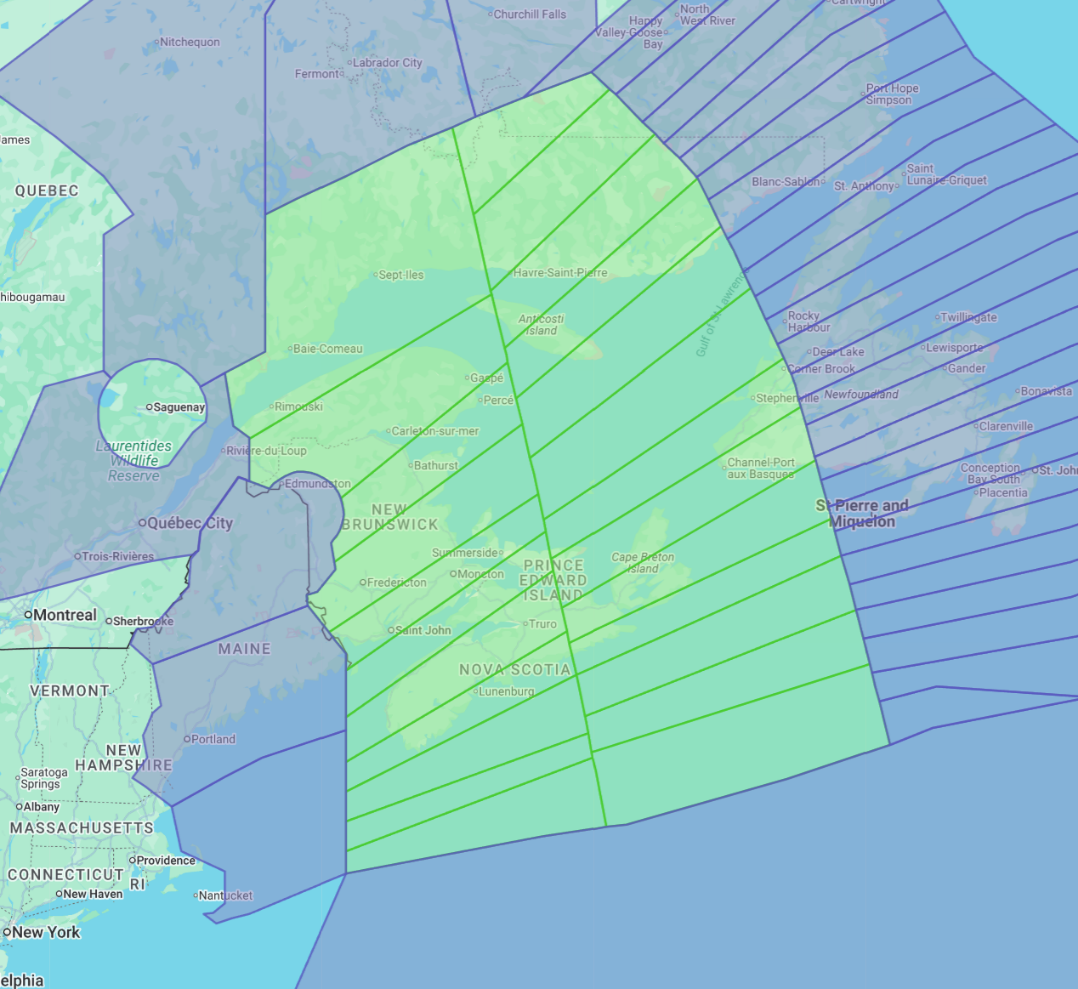 Cartwright
Churchill Falls
North
West River
Happy
Valley-Goose
Bay
Nitchequon
Labrador City
Fermont
Port Hope
Simpson
QUEBEC
Blanc-Sablon
St. Anthony
Saint
Lunaire-Griquet
Sept-Iles
Havre-Saint-Pierre
hibougamau
Anticosti
Island
Gulf of St Lawrence
Rocky
Harbour
Twillingate
Baie-Comeau
Deer Lake
Lewisporte
Corner Brook
Gander
Gaspé
Percé
Rimouski
Saguenay
Stephenville
Newfoundland
Bonavista
Carleton-sur-mer
Clarenville
Laurentides
Wildlife
Reserve
Rivière-du-Loup
Bathurst
Channel-Port
aux Basques
Conception
Bay South
St. John
Placentia
Edmundston
NEW
BRUNSWICK
St Pierre and
Miquelon
Québec City
Trois-Rivières
Summerside
Moncton
PRINCE
EDWARD
ISLAND
Cape Breton
Island
Fredericton
Montreal
Sherbrooke
Saint John
Truro
MAINE
NOVA SCOTIA
Lunenburg
VERMONT
Portland
NEW
HAMPSHIRE
Saratoga
Springs
Albany
MASSACHUSETTS
Providence
CONNECTICUT
RI
New Haven
Nantucket
New York
elphia